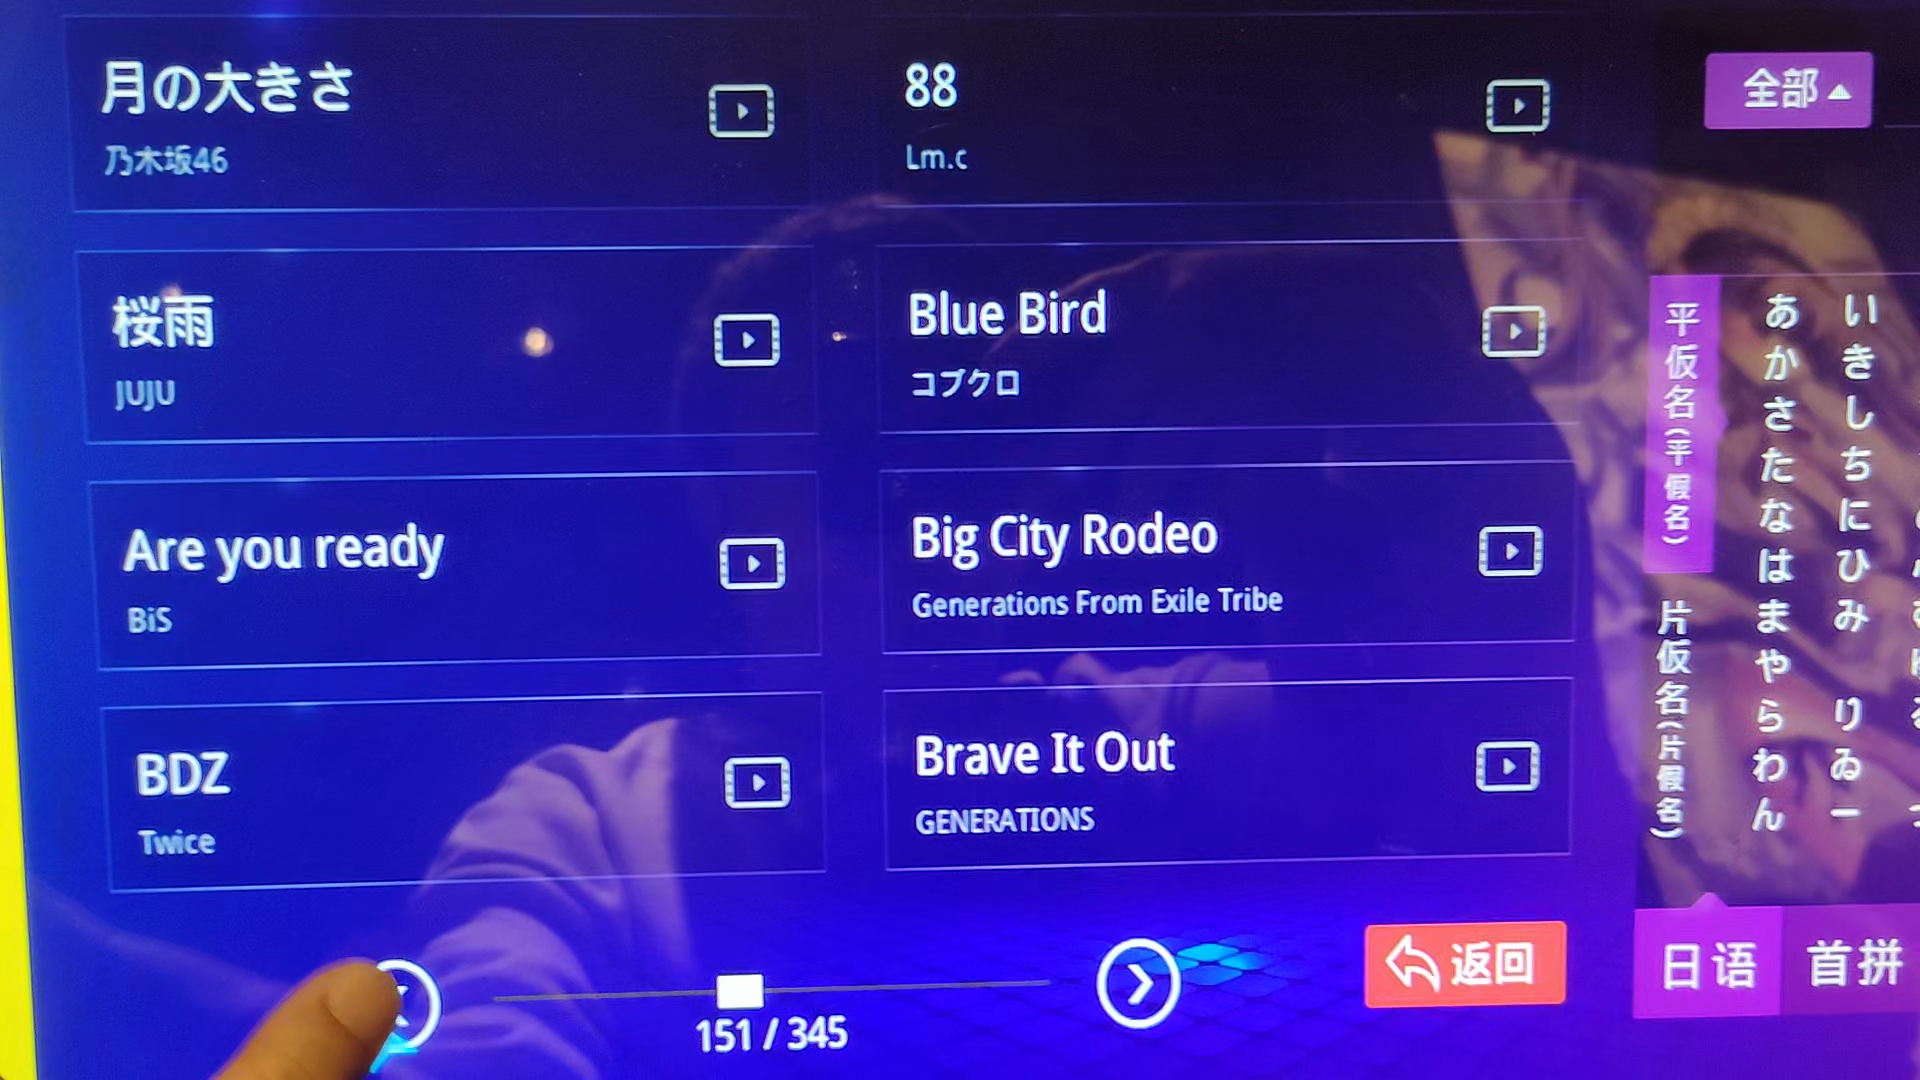 月の大きさ
乃木坂46
88
Lm.c
桜雨
JUJU
Blue Bird
コブクロ
Are you ready
BiS
Big City Rodeo
Generations From Exile Tribe
BDZ
Twice
Brave It Out
GENERATIONS
151 / 345
返回
全部
平仮名(平假名)
片仮名(片假名)
あかさたなはまやらわん
いきしちにひみ りゐー
日语
首拼